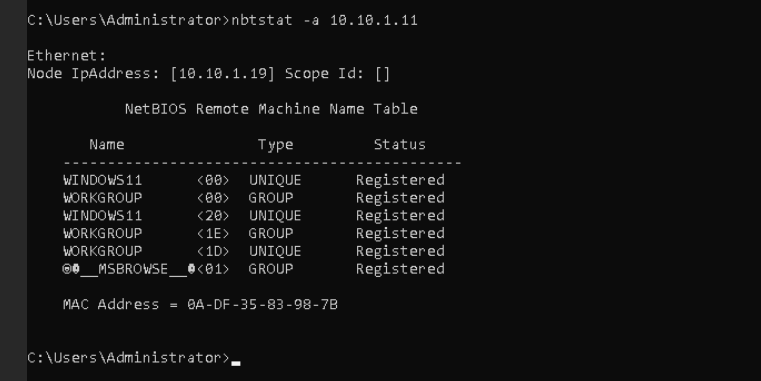 C:\Users\Administrator>nbtstat -a 10.10.1.11
Ethernet:
Node IpAddress: [10.10.1.19] Scope Id: []
NetBIOS Remote Machine Name Table
Name Type Status
---------------------------------------------
WINDOWS11 <00> UNIQUE Registered
WORKGROUP <00> GROUP Registered
WINDOWS11 <20> UNIQUE Registered
WORKGROUP <1E> GROUP Registered
WORKGROUP <1D> UNIQUE Registered
☺☻__MSBROWSE__☻<01> GROUP Registered
MAC Address = 0A-DF-35-83-98-7B
C:\Users\Administrator>